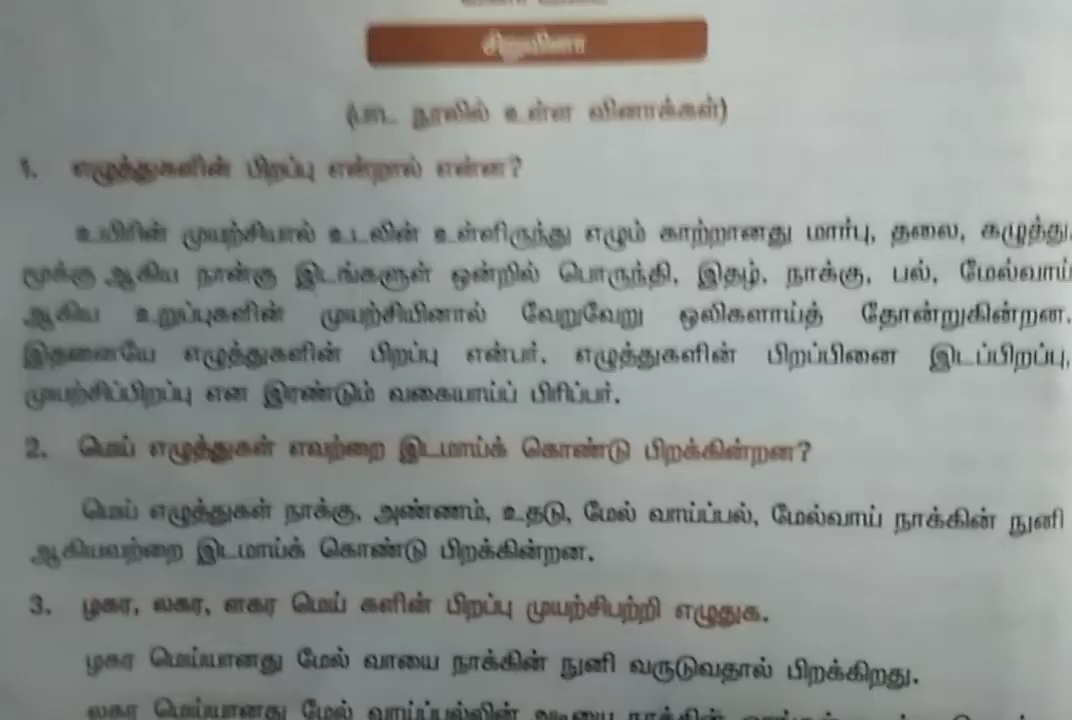 சிறுவினா
(பாட நூலில் உள்ள வினாக்கள்)
1. எழுத்துகளின் பிறப்பு என்றால் என்ன?
உயிரின் முயற்சியால் உடலின் உள்ளிருந்து எழும் காற்றானது மார்பு, தலை, கழுத்து,
மூக்கு ஆகிய நான்கு இடங்களுள் ஒன்றில் பொருந்தி, இதழ், நாக்கு, பல், மேல்வாய்
ஆகிய உறுப்புகளின் முயற்சியினால் வேறுவேறு ஒலிகளாய்த் தோன்றுகின்றன.
இதனையே எழுத்துகளின் பிறப்பு என்பர். எழுத்துகளின் பிறப்பினை இடப்பிறப்பு,
முயற்சிப்பிறப்பு என இரண்டும் வகையாய்ப் பிரிப்பர்.
2. மெய் எழுத்துகள் எவற்றை இடமாய்க் கொண்டு பிறக்கின்றன?
மெய் எழுத்துகள் நாக்கு, அண்ணம், உதடு, மேல் வாய்ப்பல், மேல்வாய் நாக்கின் நுனி
ஆகியவற்றை இடமாய்க் கொண்டு பிறக்கின்றன.
3. ழகர, லகர, ளகர மெய் களின் பிறப்பு முயற்சிபற்றி எழுதுக.
ழகர மெய்யானது மேல் வாயை நாக்கின் நுனி வருடுவதால் பிறக்கிறது.
லகர மெய்யானது மேல் வாய்ப்பல்லின் அடியை நாக்கின்